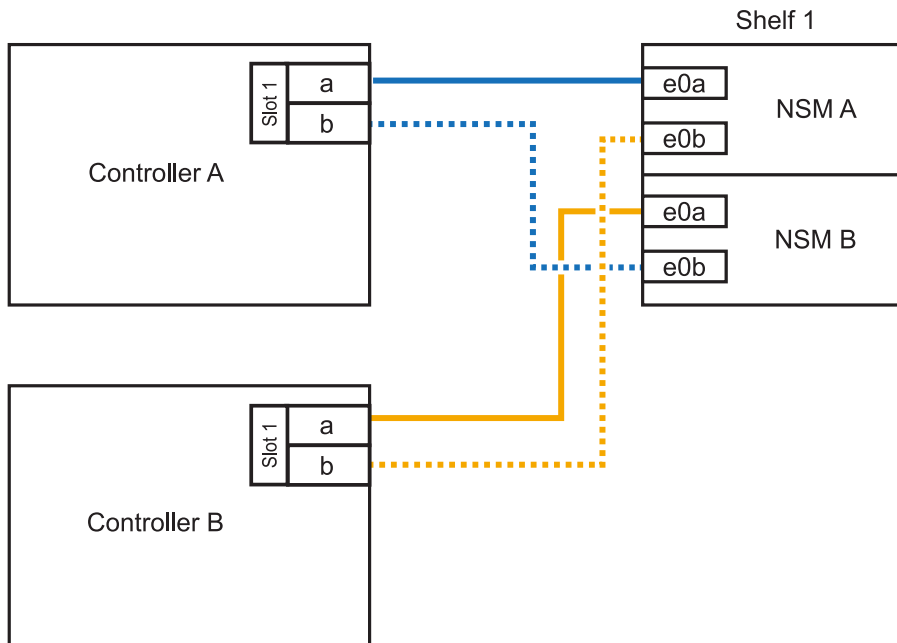 Shelf 1
Slot 1
a
b
Controller A
e0a
e0b
NSM A
e0a
e0b
NSM B
Slot 1
a
b
Controller B